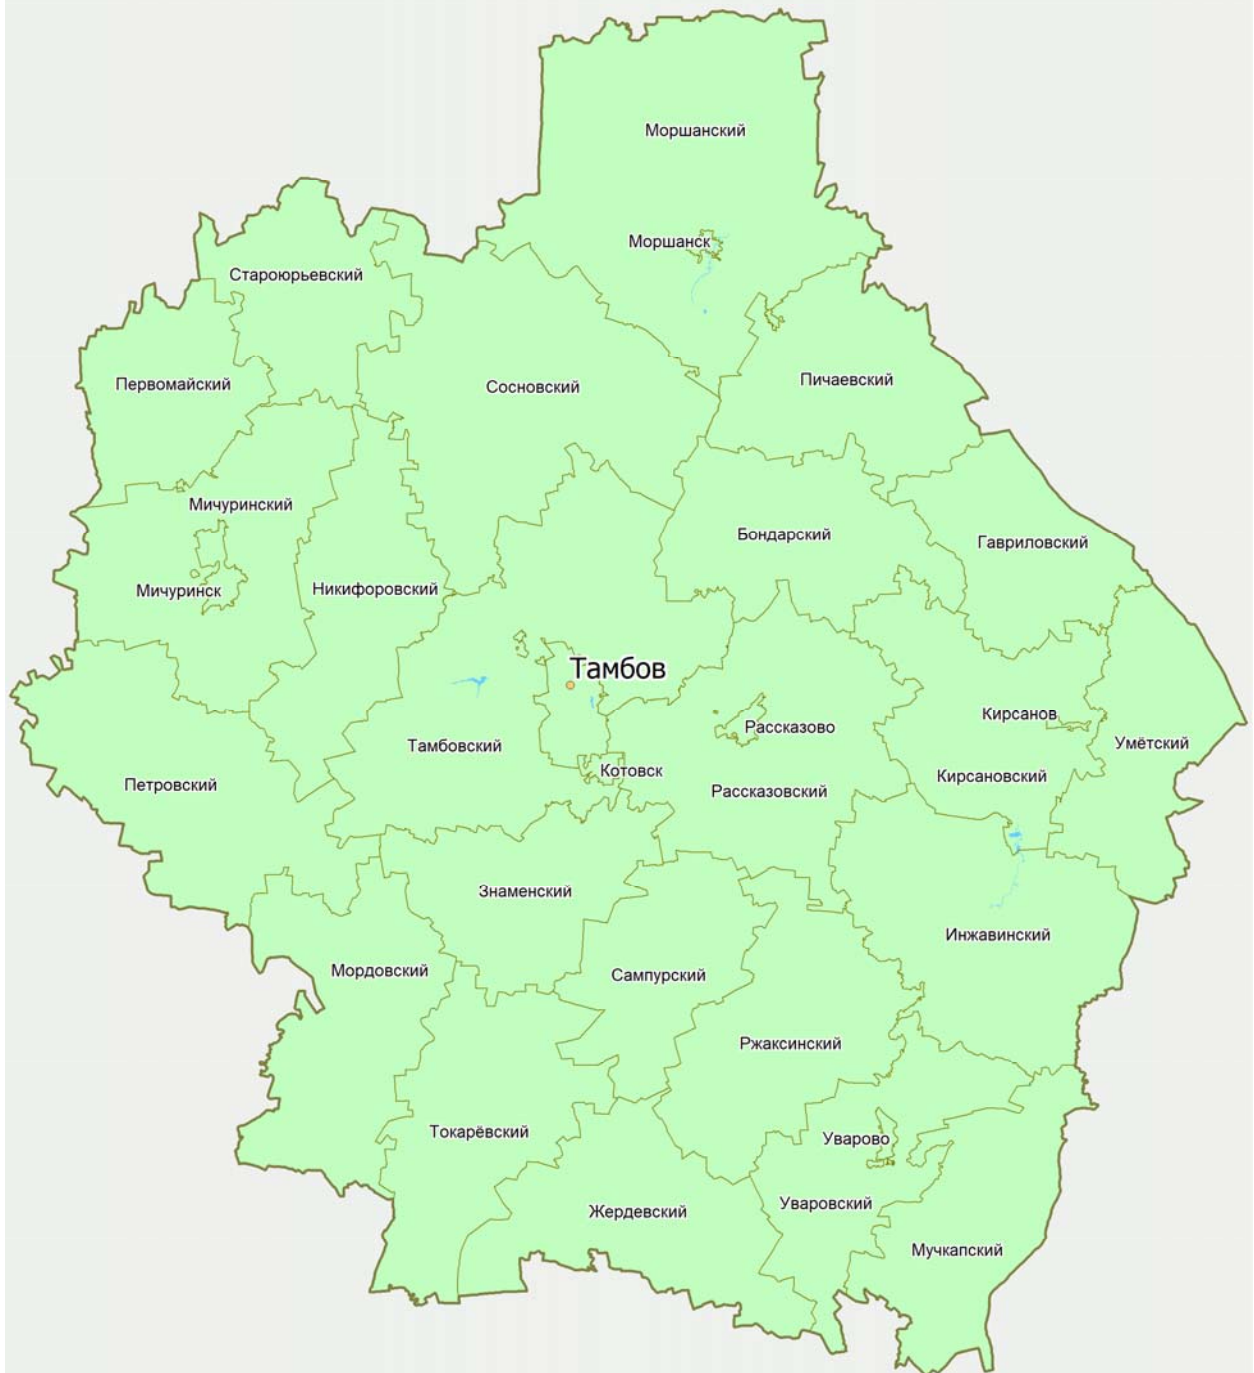 Моршанский
Моршанск
Староюрьевский
Первомайский
Сосновский
Пичаевский
Мичуринский
Бондарский
Гавриловский
Мичуринск
Никифоровский
Тамбов
Кирсанов
Рассказово
Умётский
Тамбовский
Котовск
Кирсановский
Петровский
Рассказовский
Знаменский
Инжавинский
Мордовский
Сампурский
Ржаксинский
Токарёвский
Уварово
Уваровский
Жердевский
Мучкапский